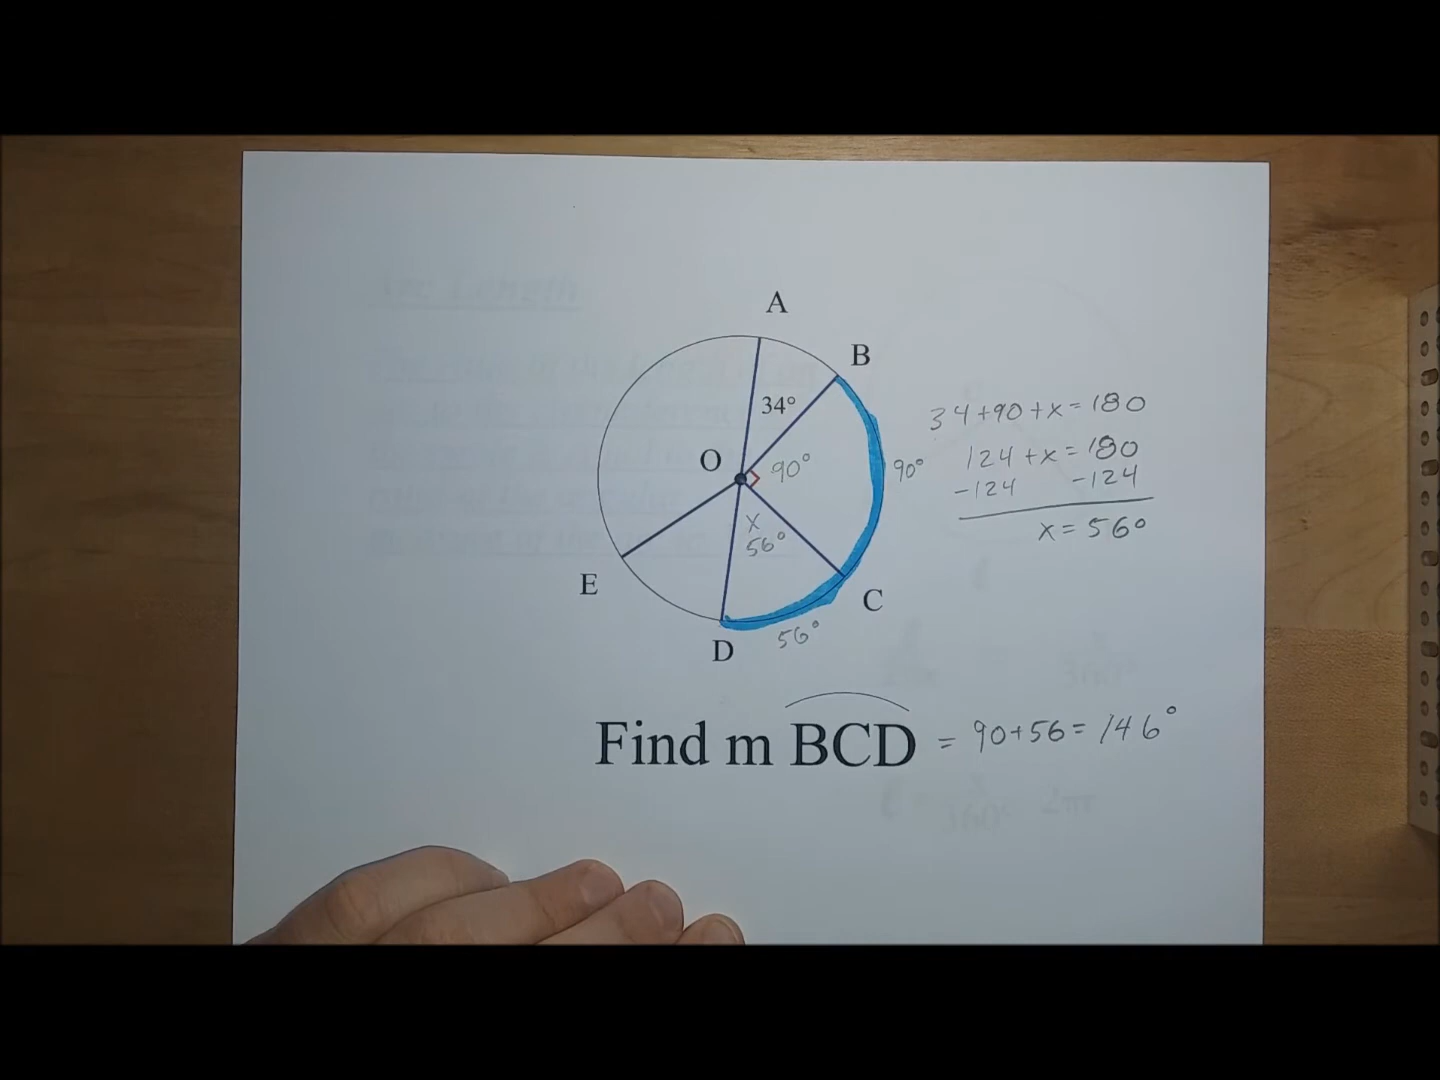 A
B
34°
34+90+x=180
O
90°
90°
124+x=180
-124 -124
x
56°
x=56°
E
C
56°
D
Find m BCD = 90+56=146°